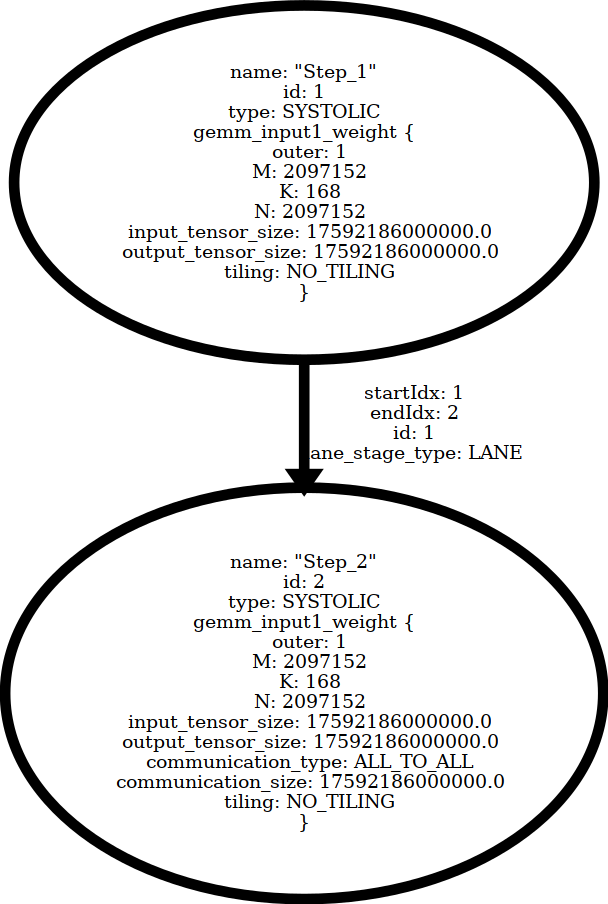 name: "Step_1"
id: 1
type: SYSTOLIC
gemm_input1_weight {
outer: 1
M: 2097152
K: 168
N: 2097152
input_tensor_size: 17592186000000.0
output_tensor_size: 17592186000000.0
tiling: NO_TILING
}
startIdx: 1
endIdx: 2
id: 1
lane_stage_type: LANE
name: "Step_2"
id: 2
type: SYSTOLIC
gemm_input1_weight {
outer: 1
M: 2097152
K: 168
N: 2097152
input_tensor_size: 17592186000000.0
output_tensor_size: 17592186000000.0
communication_type: ALL_TO_ALL
communication_size: 17592186000000.0
tiling: NO_TILING
}